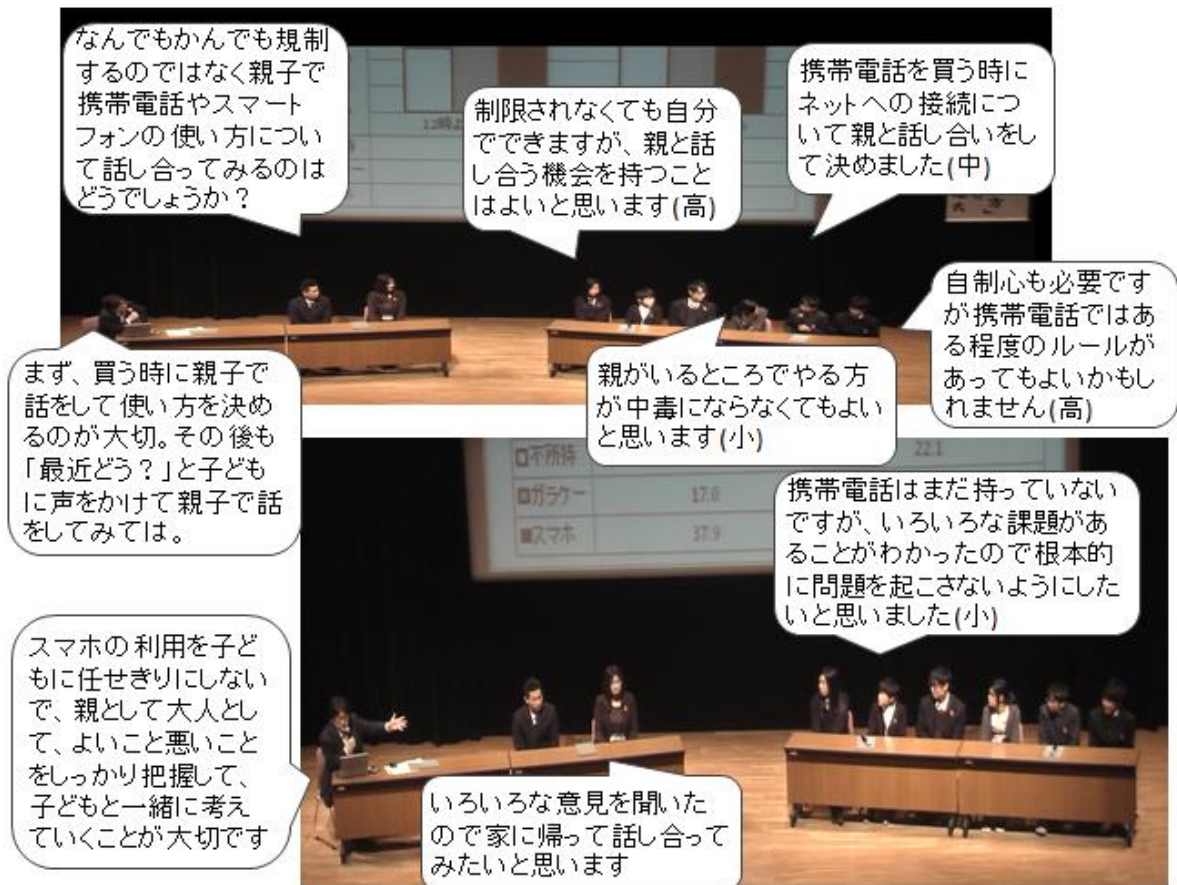 なんでもかんでも規制
するのではなく親子で
携帯電話やスマート
フォンの使い方につい
て話し合ってみるのは
どうでしょうか？
制限されなくても自分
でできますが、親と話
し合う機会を持つこと
はよいと思います(高)
携帯電話を買う時に
ネットへの接続につ
いて親と話し合いをし
て決めました(中)
自制心も必要です
が携帯電話ではあ
る程度のルールが
あってもよいかもし
れません(高)
まず、買う時に親子で
話をして使い方を決め
るのが大切。その後も
「最近どう？」と子ども
に声をかけて親子で話
をしてみては。
親がいるところでやる方
が中毒にならなくてもよい
と思います(小)
不所持 22.1
ガラケー 17.0
スマホ 37.9
携帯電話はまだ持っていない
ですが、いろいろな課題があ
ることがわかったので根本的
に問題を起こさないようにした
いと思いました(小)
スマホの利用を子ど
もに任せきりにしない
で、親として大人とし
て、よいこと悪いこと
をしっかり把握して、
子どもと一緒に考え
ていくことが大切です
いろいろな意見を聞いた
ので家に帰って話し合って
みたいと思います